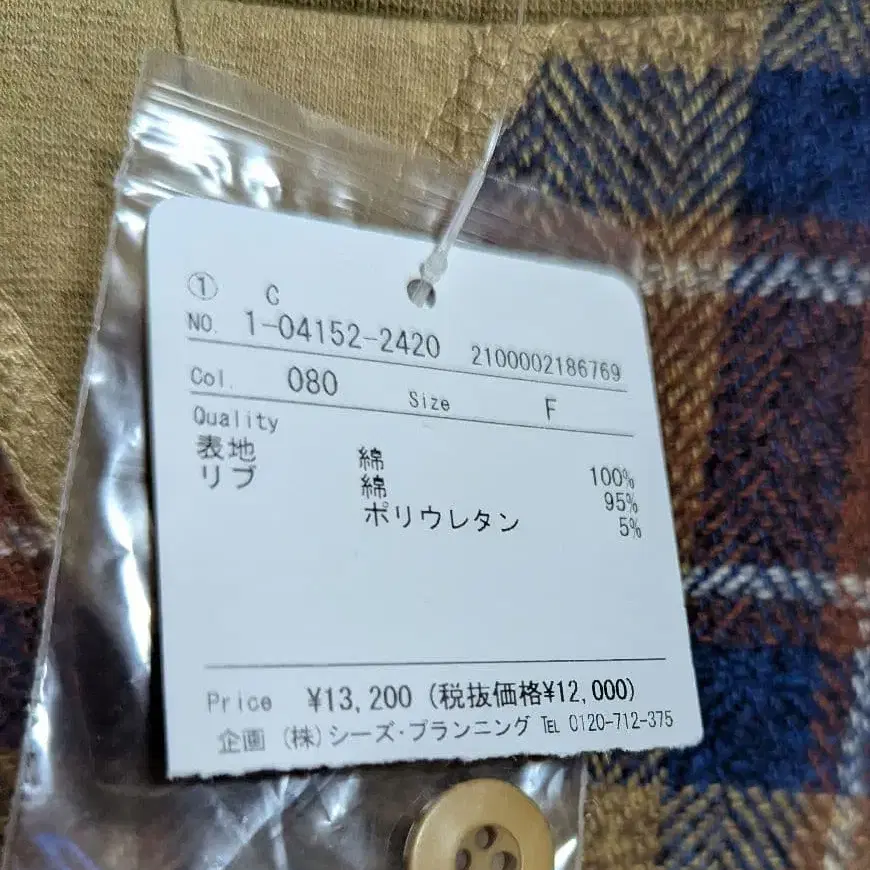 ① C
NO. 1-04152-2420 2100002186769
Col. 080 Size F
Quality
表地 綿 100%
リブ 綿 95%
ポリウレタン 5%
Price ¥13,200 (税抜価格¥12,000)
企画 (株)シーズ・プランニング TEL 0120-712-375